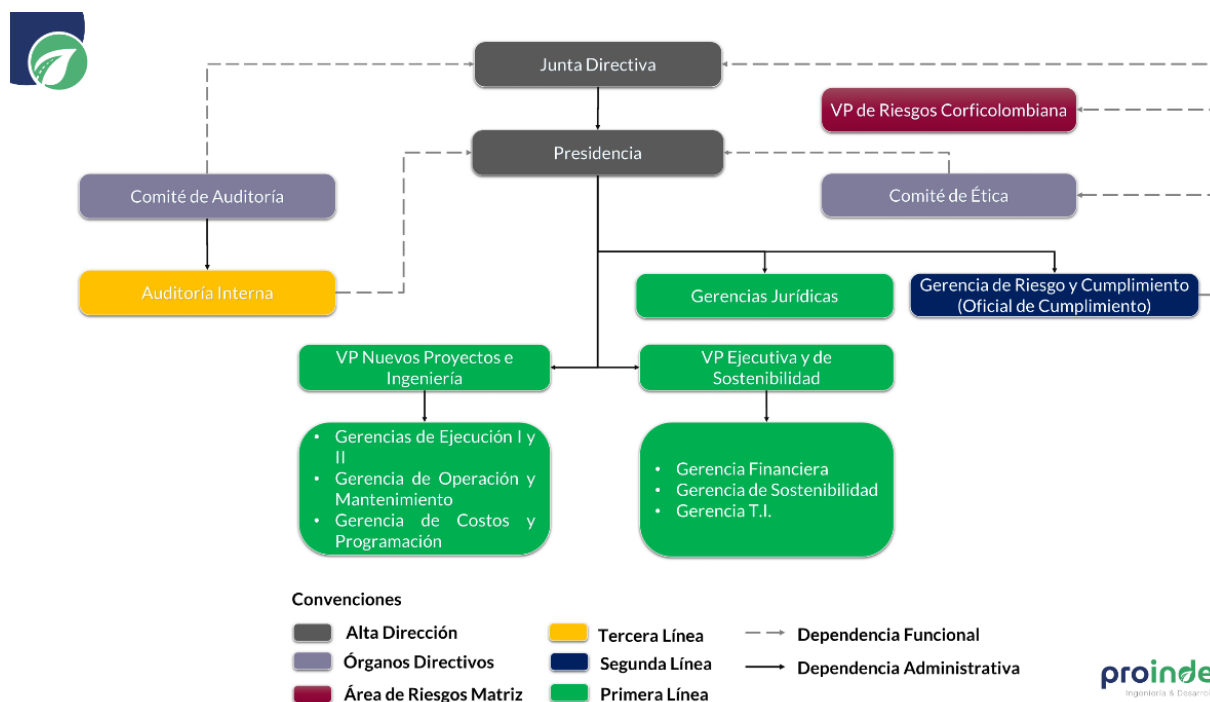 Junta Directiva
VP de Riesgos Corficolombiana
Presidencia
Comité de Auditoría
Comité de Ética
Auditoría Interna
Gerencias Jurídicas
Gerencia de Riesgo y Cumplimiento
(Oficial de Cumplimiento)
VP Nuevos Proyectos e
Ingeniería
VP Ejecutiva y de
Sostenibilidad
• Gerencias de Ejecución I y
II
• Gerencia de Operación y
Mantenimiento
• Gerencia de Costos y
Programación
• Gerencia Financiera
• Gerencia de Sostenibilidad
• Gerencia T.I.
Convenciones
Alta Dirección
Tercera Línea
Dependencia Funcional
Órganos Directivos
Segunda Línea
Dependencia Administrativa
Área de Riesgos Matriz
Primera Línea
proinde
Ingeniería & Desarrol